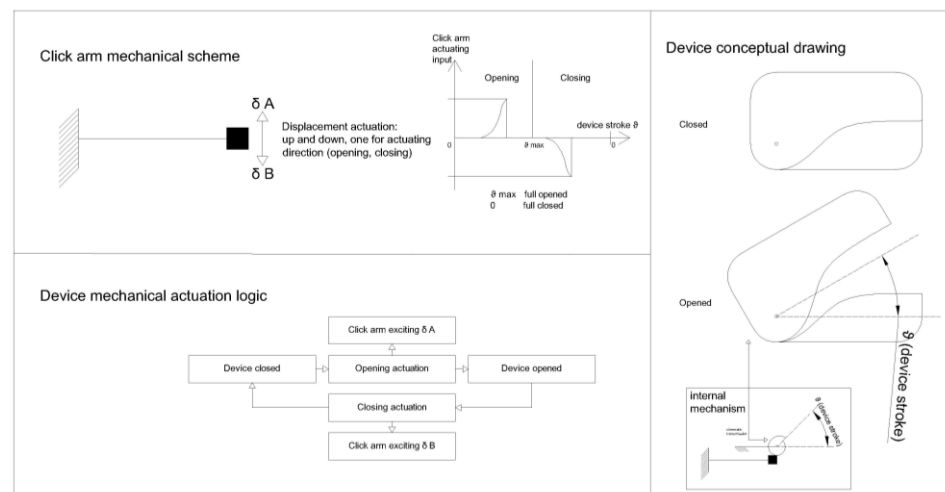 Click arm mechanical scheme
δ A
δ B
Displacement actuation:
up and down, one for actuating
direction (opening, closing)
Click arm
actuating
input
Opening
Closing
device stroke ϑ
0
ϑ max
0
ϑ max full opened
0 full closed
Device mechanical actuation logic
Click arm exciting δ A
Device closed
Opening actuation
Device opened
Closing actuation
Click arm exciting δ B
Device conceptual drawing
Closed
Opened
ϑ (device stroke)
internal
mechanism
ϑ (device stroke)